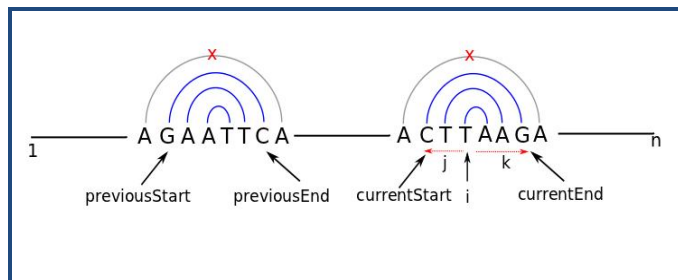 X X
A G A A T T C A A C T T A A G A
1 n
j k
previousStart previousEnd currentStart i currentEnd